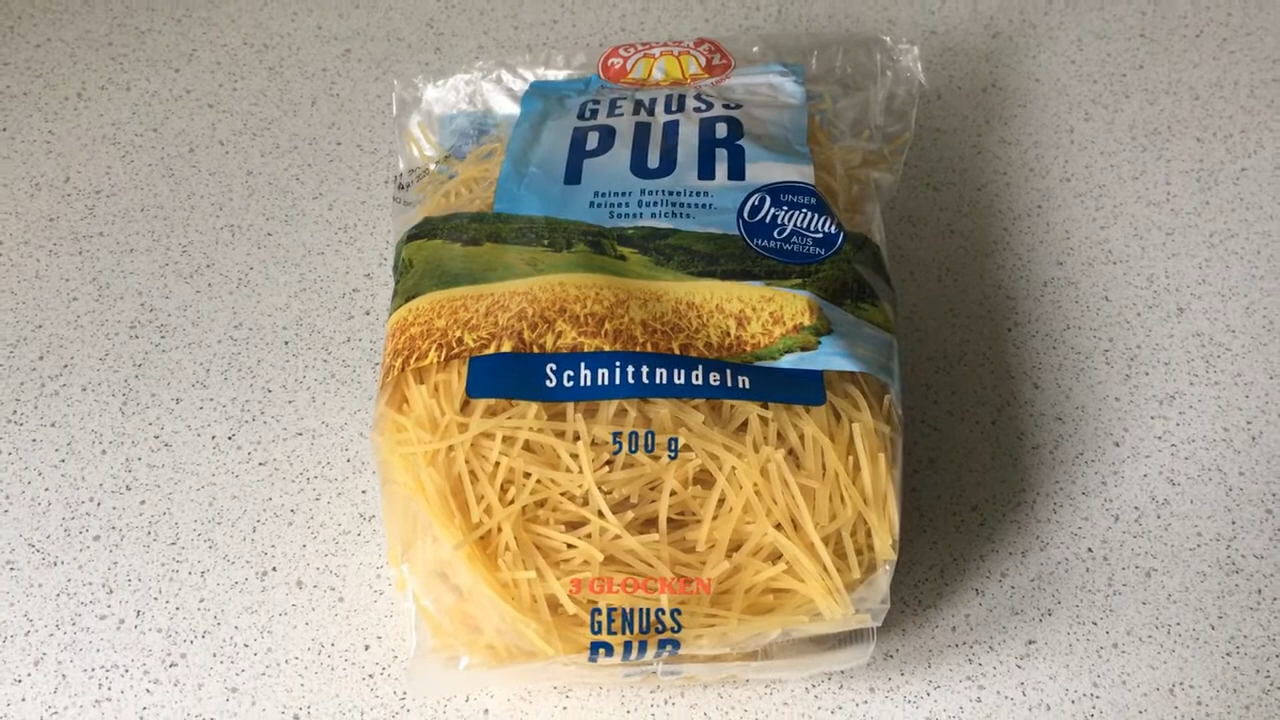 3 GLOCKEN
GENUSS
PUR
Reiner Hartweizen.
Reines Quellwasser.
Sonst nichts.
UNSER
Original
AUS
HARTWEIZEN
Schnittnudeln
500 g
3 GLOCKEN
GENUSS
PUR